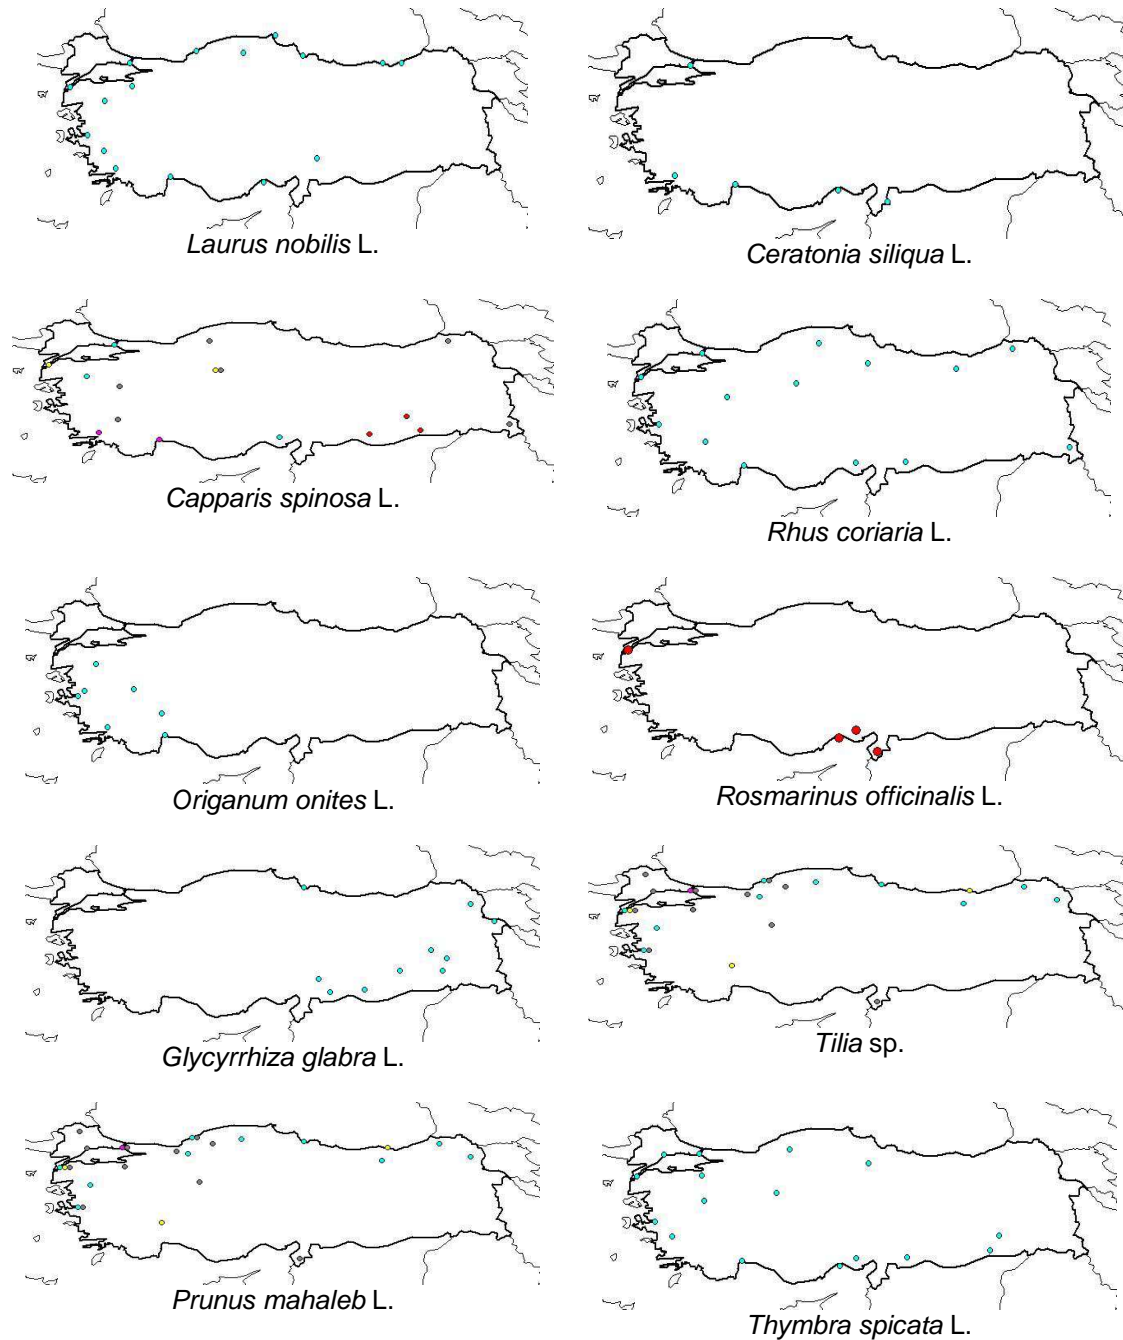 Laurus nobilis L.
Ceratonia siliqua L.
Capparis spinosa L.
Rhus coriaria L.
Origanum onites L.
Rosmarinus officinalis L.
Glycyrrhiza glabra L.
Tilia sp.
Prunus mahaleb L.
Thymbra spicata L.